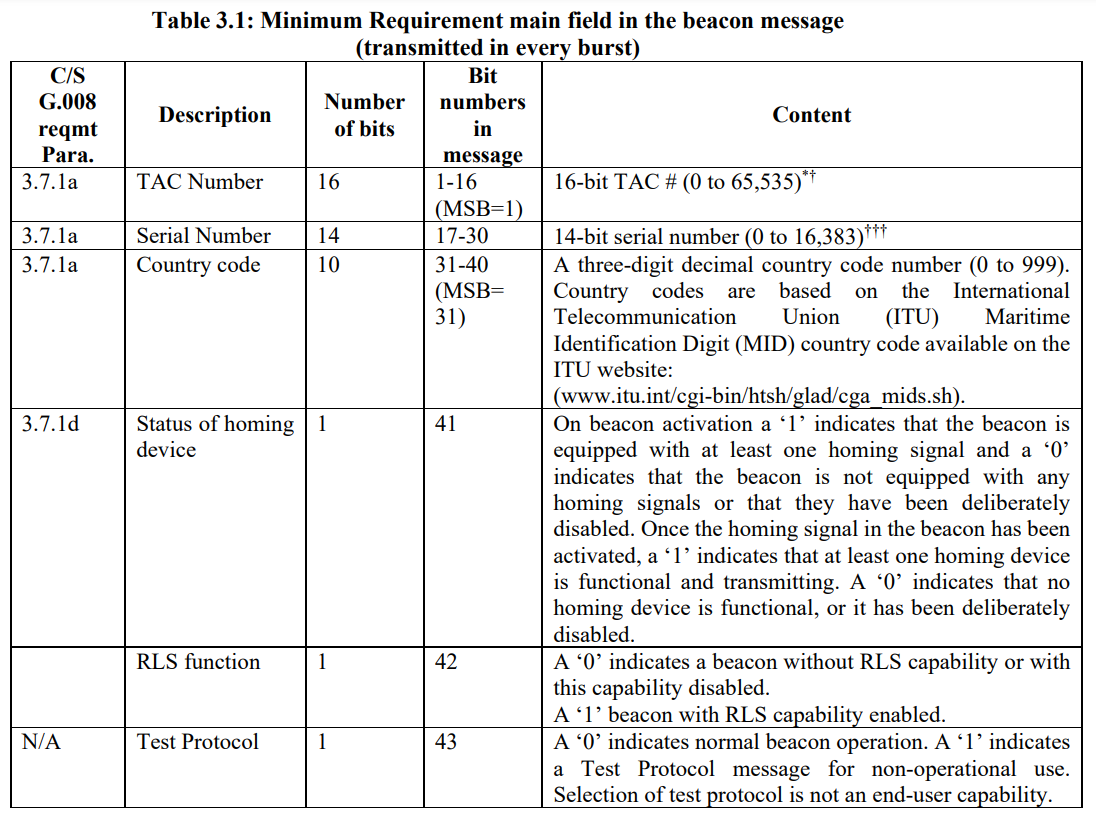 Table 3.1: Minimum Requirement main field in the beacon message
(transmitted in every burst)
C/S
G.008
reqmt
Para.
Description
Number
of bits
Bit
numbers
in
message
Content
3.7.1a
TAC Number
16
1-16
(MSB=1)
16-bit TAC # (0 to 65,535)*†
3.7.1a
Serial Number
14
17-30
14-bit serial number (0 to 16,383)†††
3.7.1a
Country code
10
31-40
(MSB=
31)
A three-digit decimal country code number (0 to 999).
Country codes are based on the International
Telecommunication Union (ITU) Maritime
Identification Digit (MID) country code available on the
ITU website:
(www.itu.int/cgi-bin/htsh/glad/cga_mids.sh).
3.7.1d
Status of homing
device
1
41
On beacon activation a ‘1’ indicates that the beacon is
equipped with at least one homing signal and a ‘0’
indicates that the beacon is not equipped with any
homing signals or that they have been deliberately
disabled. Once the homing signal in the beacon has been
activated, a ‘1’ indicates that at least one homing device
is functional and transmitting. A ‘0’ indicates that no
homing device is functional, or it has been deliberately
disabled.
RLS function
1
42
A ‘0’ indicates a beacon without RLS capability or with
this capability disabled.
A ‘1’ beacon with RLS capability enabled.
N/A
Test Protocol
1
43
A ‘0’ indicates normal beacon operation. A ‘1’ indicates
a Test Protocol message for non-operational use.
Selection of test protocol is not an end-user capability.